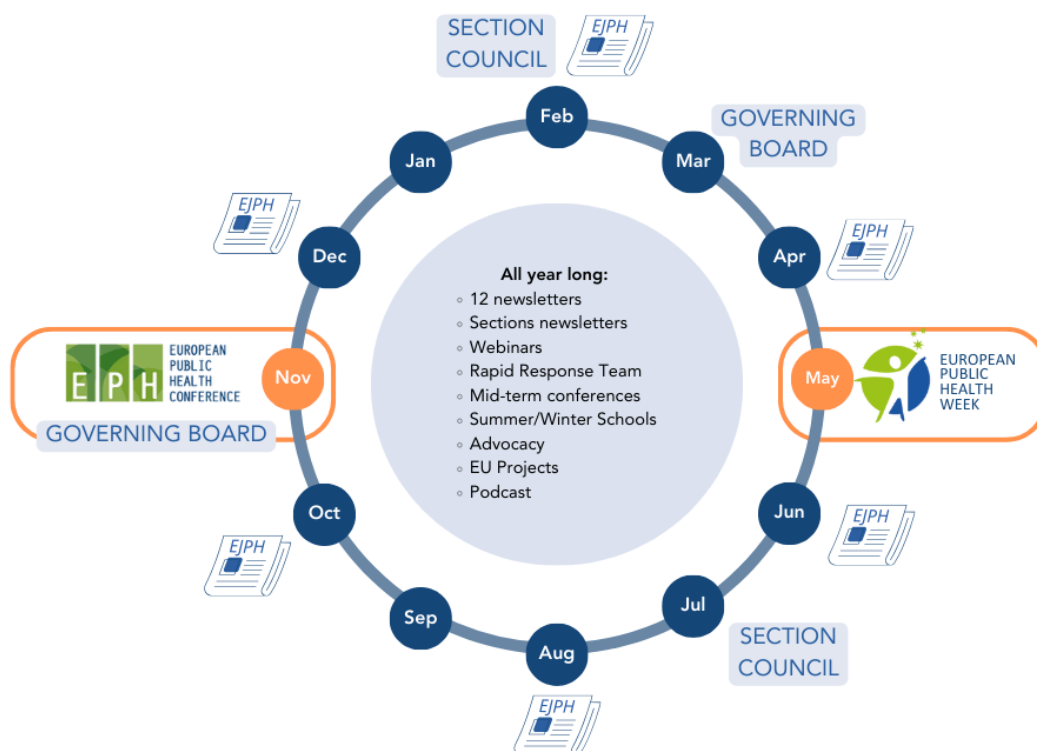 SECTION
COUNCIL
EJPH
Feb
GOVERNING
BOARD
Jan
Mar
EJPH
Dec
EJPH
Apr
All year long:
12 newsletters
Sections newsletters
Webinars
Rapid Response Team
Mid-term conferences
Summer/Winter Schools
Advocacy
EU Projects
Podcast
EPH
EUROPEAN
PUBLIC
HEALTH
CONFERENCE
Nov
GOVERNING BOARD
May
EUROPEAN
PUBLIC
HEALTH
WEEK
Oct
EJPH
Jun
EJPH
Sep
Jul
SECTION
COUNCIL
Aug
EJPH